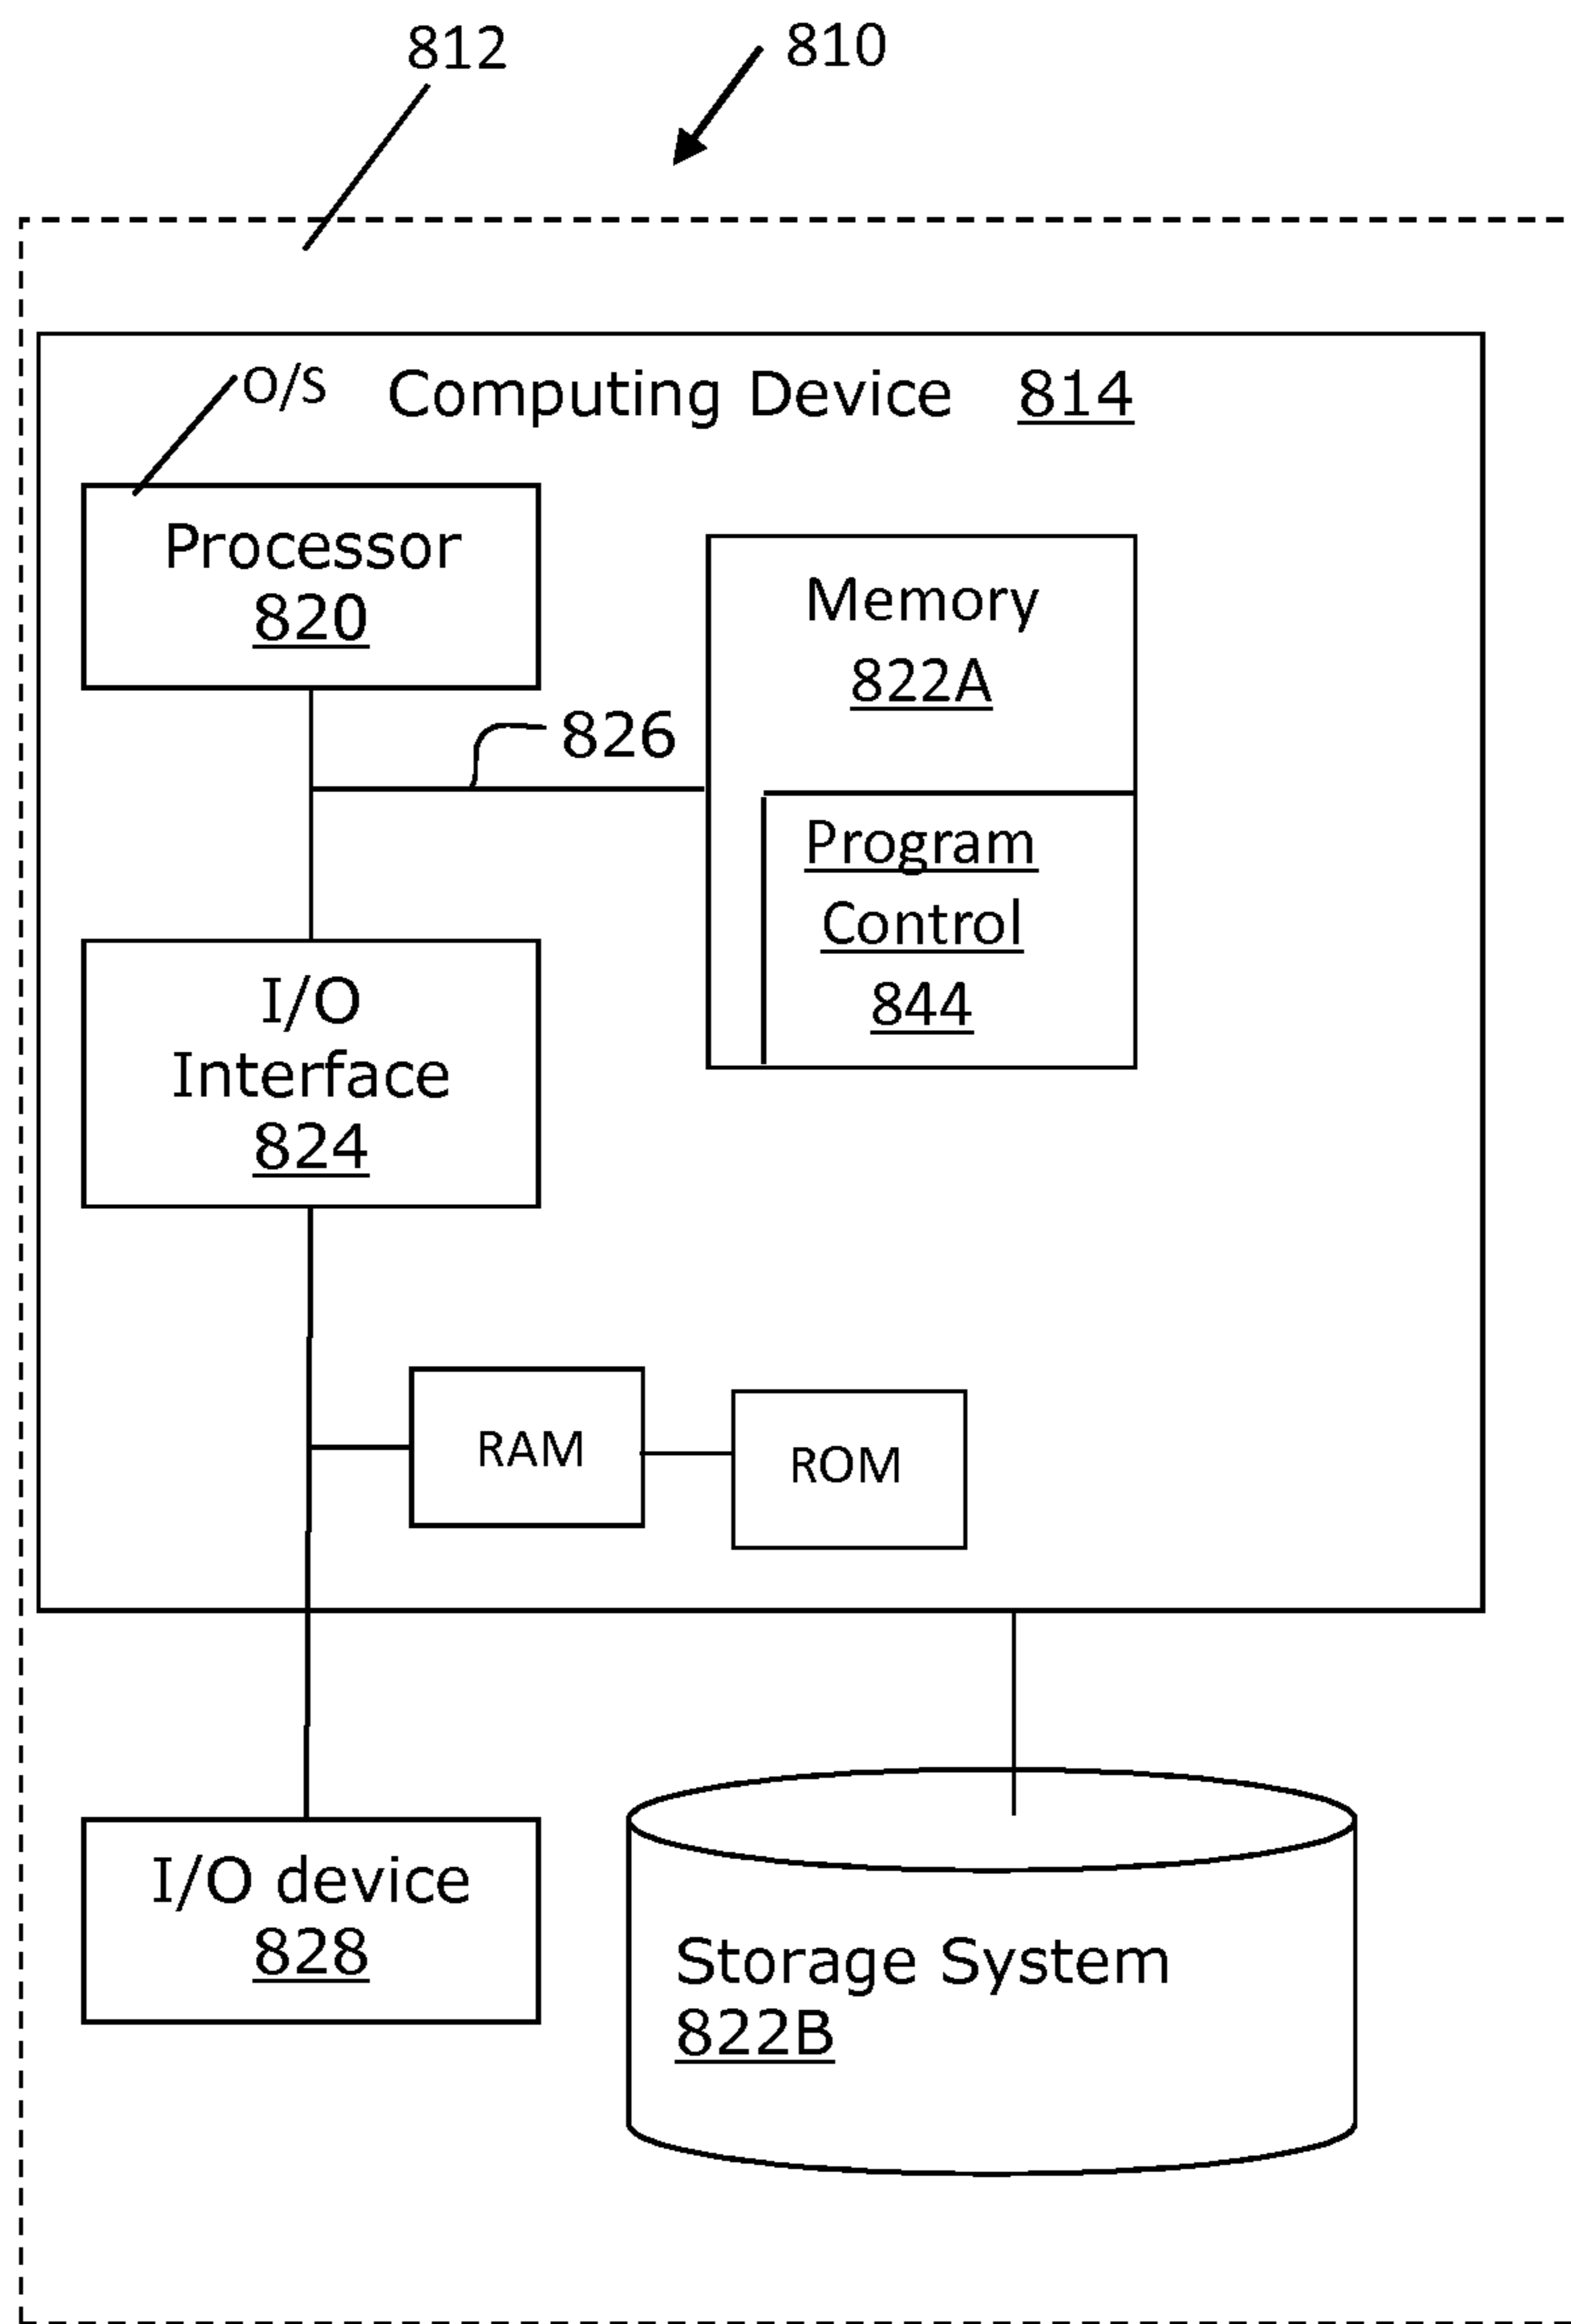 812
810
O/S
Computing Device 814
Processor
820
Memory
822A
826
Program
Control
844
I/O
Interface
824
RAM
ROM
I/O device
828
Storage System
822B